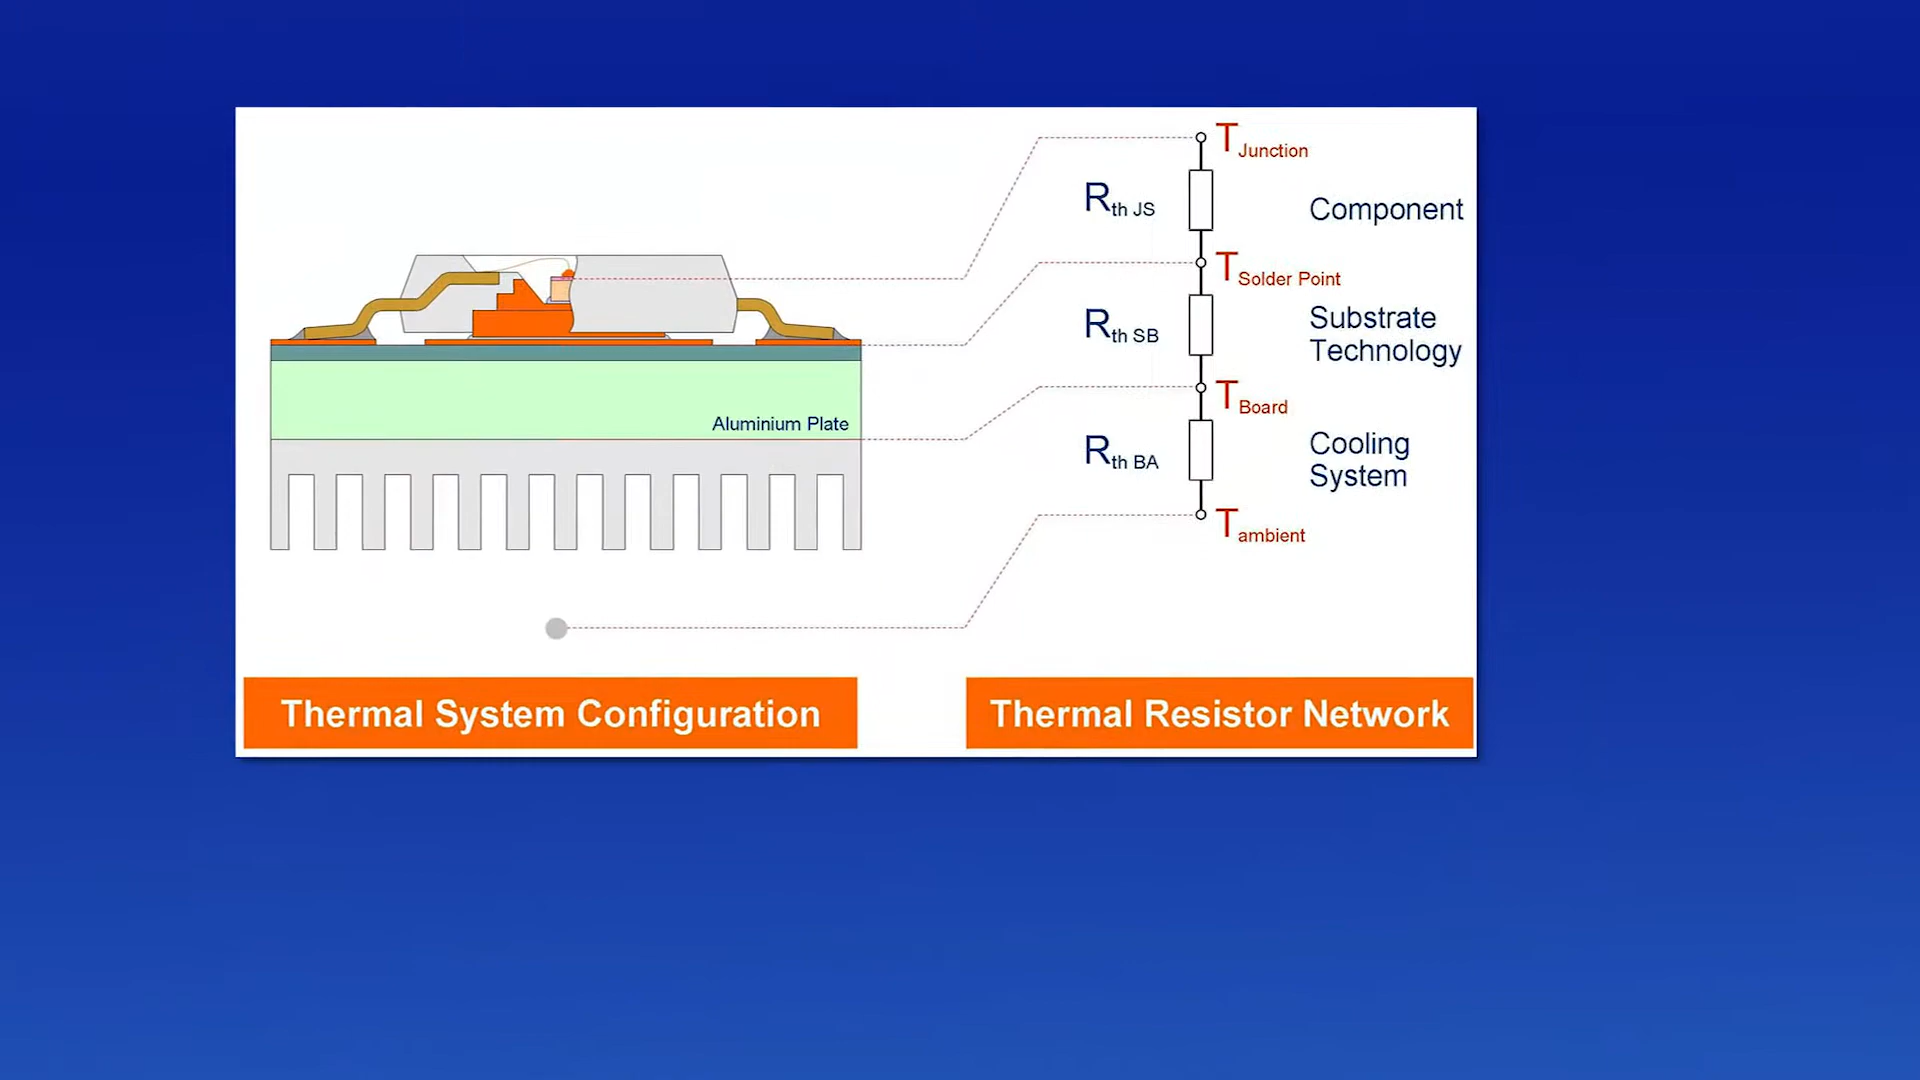 T Junction
R th JS
Component
T Solder Point
R th SB
Substrate
Technology
T Board
Aluminium Plate
R th BA
Cooling
System
T ambient
Thermal System Configuration
Thermal Resistor Network